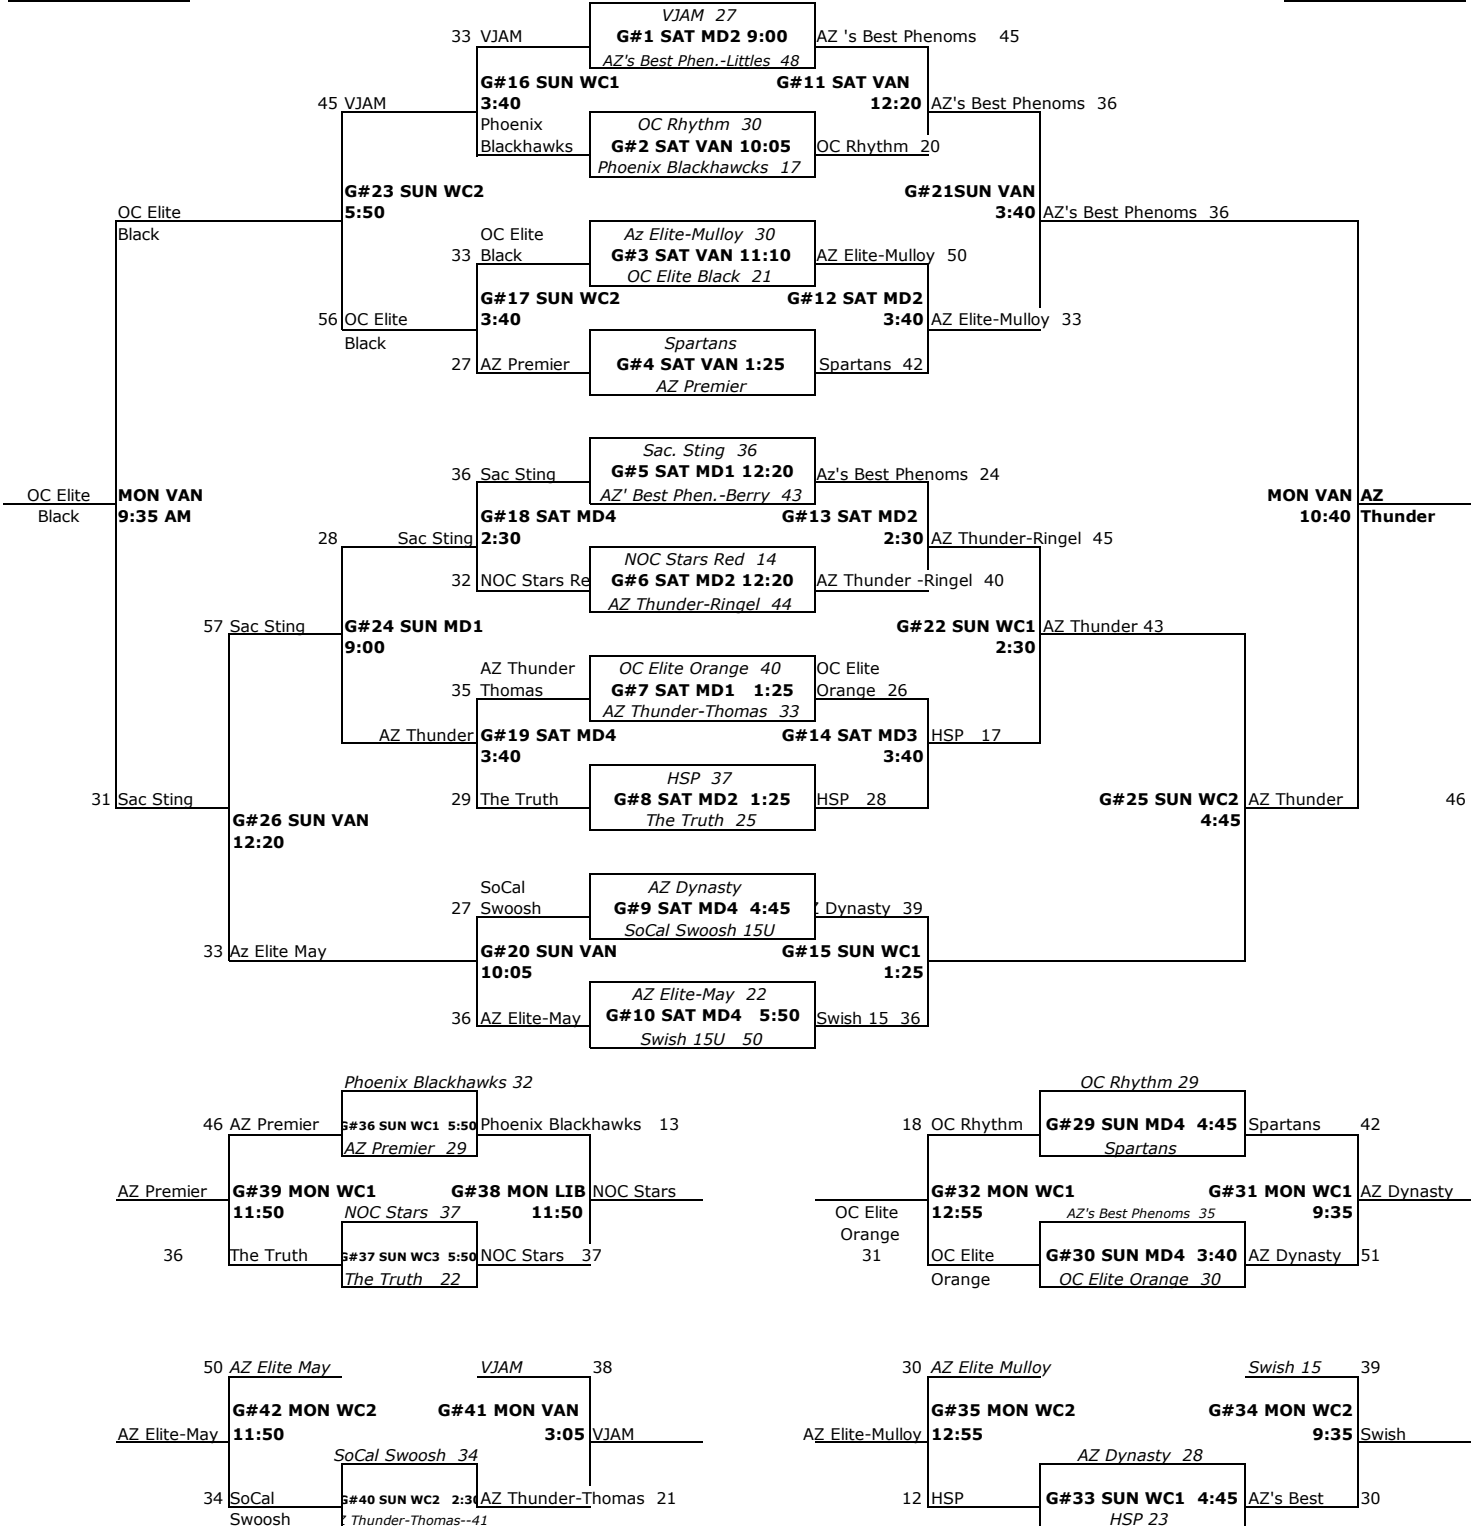 VJAM 27
33 VJAM G#1 SAT MD2 9:00 AZ 's Best Phenoms 45
AZ's Best Phen.-Littles 48
G#16 SUN WC1 G#11 SAT VAN
45 VJAM 3:40 12:20 AZ's Best Phenoms 36
Phoenix OC Rhythm 30
Blackhawks G#2 SAT VAN 10:05 OC Rhythm 20
Phoenix Blackhawcks 17
G#23 SUN WC2 G#21SUN VAN
OC Elite 5:50 3:40 AZ's Best Phenoms 36
Black OC Elite Az Elite-Mulloy 30
33 Black G#3 SAT VAN 11:10 AZ Elite-Mulloy 50
OC Elite Black 21
G#17 SUN WC2 G#12 SAT MD2
56 OC Elite 3:40 3:40 AZ Elite-Mulloy 33
Black Spartans
27 AZ Premier G#4 SAT VAN 1:25 Spartans 42
AZ Premier
Sac. Sting 36
36 Sac Sting G#5 SAT MD1 12:20 Az's Best Phenoms 24
OC Elite MON VAN AZ' Best Phen.-Berry 43 MON VAN AZ
Black 9:35 AM G#18 SAT MD4 G#13 SAT MD2 10:40 Thunder
28 Sac Sting 2:30 2:30 AZ Thunder-Ringel 45
NOC Stars Red 14
32 NOC Stars Re G#6 SAT MD2 12:20 AZ Thunder -Ringel 40
AZ Thunder-Ringel 44
57 Sac Sting G#24 SUN MD1 G#22 SUN WC1 AZ Thunder 43
9:00 2:30
AZ Thunder OC Elite Orange 40 OC Elite
35 Thomas G#7 SAT MD1 1:25 Orange 26
AZ Thunder-Thomas 33
AZ Thunder G#19 SAT MD4 G#14 SAT MD3 HSP 17
3:40 3:40
HSP 37
31 Sac Sting 29 The Truth G#8 SAT MD2 1:25 HSP 28 G#25 SUN WC2 AZ Thunder 46
G#26 SUN VAN The Truth 25 4:45
12:20
SoCal AZ Dynasty
27 Swoosh G#9 SAT MD4 4:45 Dynasty 39
SoCal Swoosh 15U
33 Az Elite May G#20 SUN VAN G#15 SUN WC1
10:05 1:25
AZ Elite-May 22
36 AZ Elite-May G#10 SAT MD4 5:50 Swish 15 36
Swish 15U 50
Phoenix Blackhawks 32 OC Rhythm 29
46 AZ Premier G#36 SUN WC1 5:50 Phoenix Blackhawks 13 18 OC Rhythm G#29 SUN MD4 4:45 Spartans 42
AZ Premier 29 Spartans
AZ Premier G#39 MON WC1 G#38 MON LIB NOC Stars G#32 MON WC1 G#31 MON WC1 AZ Dynasty
11:50 NOC Stars 37 11:50 OC Elite 12:55 AZ's Best Phenoms 35 9:35
Orange
36 The Truth G#37 SUN WC3 5:50 NOC Stars 37 31 OC Elite G#30 SUN MD4 3:40 AZ Dynasty 51
The Truth 22 Orange OC Elite Orange 30
50 AZ Elite May VJAM 38 30 AZ Elite Mulloy Swish 15 39
G#42 MON WC2 G#41 MON VAN G#35 MON WC2 G#34 MON WC2
AZ Elite-May 11:50 3:05 VJAM AZ Elite-Mulloy 12:55 9:35 Swish
SoCal Swoosh 34 AZ Dynasty 28
34 SoCal G#40 SUN WC2 2:30 AZ Thunder-Thomas 21 12 HSP G#33 SUN WC1 4:45 AZ's Best 30
Swoosh Thunder-Thomas--41 HSP 23